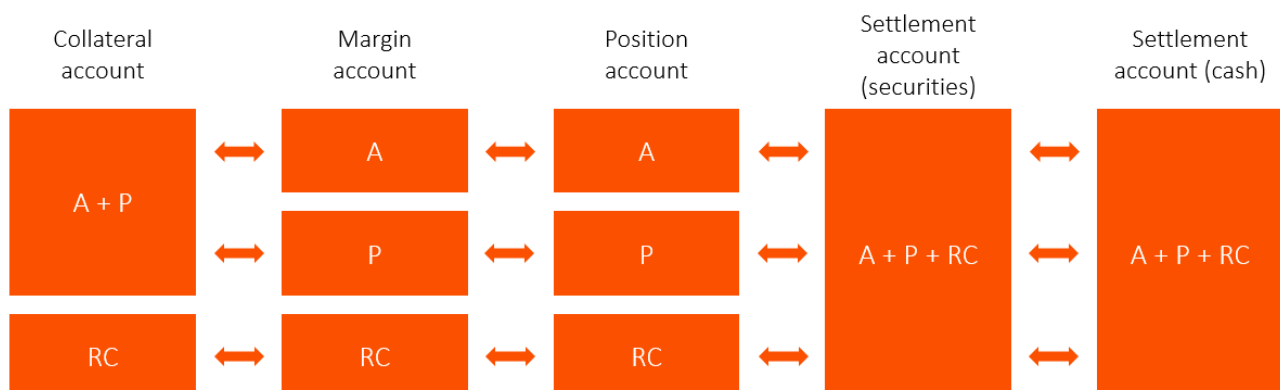 Collateral
account
Margin
account
Position
account
Settlement
account
(securities)
Settlement
account (cash)
A + P
A
A
A + P + RC
A + P + RC
P
P
RC
RC
RC